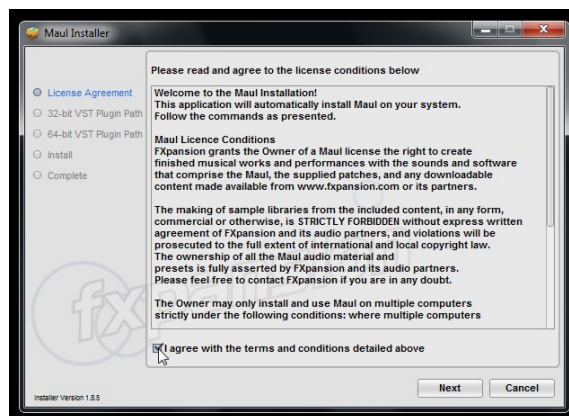 Maul Installer
Please read and agree to the license conditions below
License Agreement
32-bit VST Plugin Path
64-bit VST Plugin Path
Install
Complete
Welcome to the Maul Installation!
This application will automatically install Maul on your system.
Follow the commands as presented.
Maul Licence Conditions
FXpansion grants the Owner of a Maul license the right to create
finished musical works and performances with the sounds and software
that comprise the Maul, the supplied patches, and any downloadable
content made available from www.fxpansion.com or its partners.
The making of sample libraries from the included content, in any form,
commercial or otherwise, is STRICTLY FORBIDDEN without express written
agreement of FXpansion and its audio partners, and violations will be
prosecuted to the full extent of international and local copyright law.
The ownership of all the Maul audio material and
presets is fully asserted by FXpansion and its audio partners.
Please feel free to contact FXpansion if you are in any doubt.
The Owner may only install and use Maul on multiple computers
strictly under the following conditions: where multiple computers
I agree with the terms and conditions detailed above
fxpansion
Installer Version 1.8.5
Next
Cancel